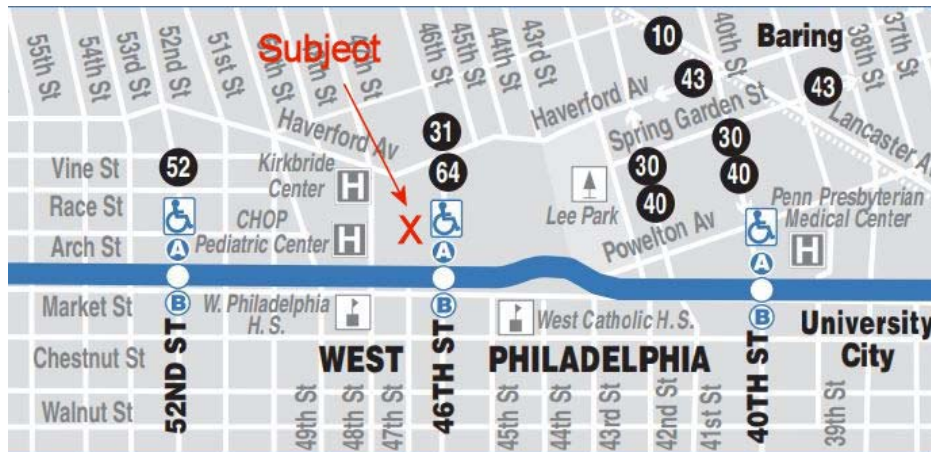 55th St
54th St
53rd St
52nd St
51st St
Subject
46th St
45th St
44th St
43rd St
10
40th St
Baring
38th St
37th St
43
43
Haverford Av
Haverford Av
Spring Garden St
Lancaster Av
31
64
52
30
40
30
40
Vine St
Race St
Arch St
Market St
Chestnut St
Walnut St
Kirkbride
Center
H
CHOP
Pediatric Center
H
X
Lee Park
Powelton Av
Penn Presbyterian
Medical Center
H
A
A
A
B
B
B
W. Philadelphia
H.S.
West Catholic H.S.
University
City
WEST
PHILADELPHIA
52ND ST
46TH ST
40TH ST
49th St
48th St
47th St
45th St
44th St
43rd St
42nd St
41st St
39th St